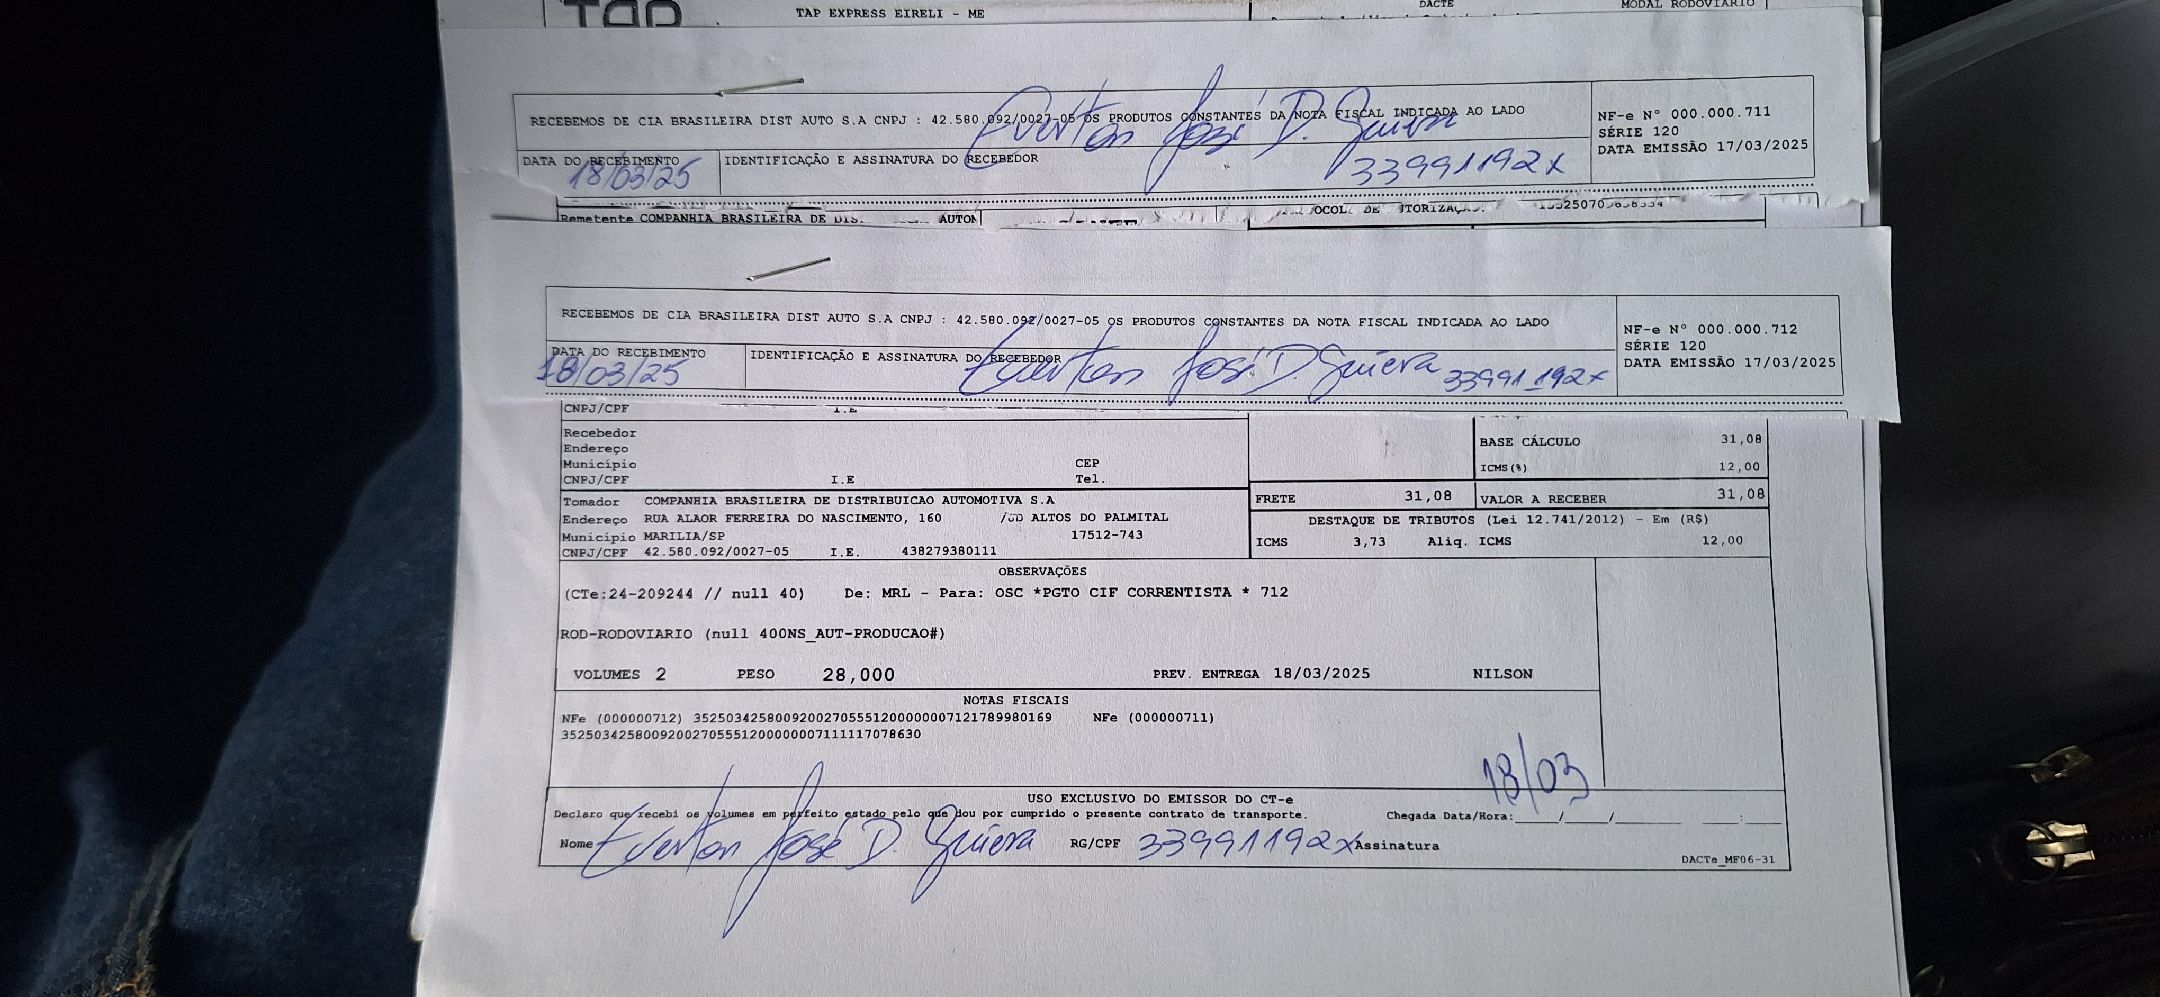 TAP EXPRESS EIRELI - ME DACTE MODAL RODOVIÁRIO
RECEBEMOS DE CIA BRASILEIRA DIST AUTO S.A CNPJ : 42.580.092/0027-05 OS PRODUTOS CONSTANTES DA NOTA FISCAL INDICADA AO LADO
NF-e Nº 000.000.711
SÉRIE 120
DATA EMISSÃO 17/03/2025
DATA DO RECEBIMENTO
18/03/25
IDENTIFICAÇÃO E ASSINATURA DO RECEBEDOR
Everton José D. Guiera
33991192x
Remetente COMPANHIA BRASILEIRA DE
RECEBEMOS DE CIA BRASILEIRA DIST AUTO S.A CNPJ : 42.580.092/0027-05 OS PRODUTOS CONSTANTES DA NOTA FISCAL INDICADA AO LADO
NF-e Nº 000.000.712
SÉRIE 120
DATA EMISSÃO 17/03/2025
DATA DO RECEBIMENTO
18/03/25
IDENTIFICAÇÃO E ASSINATURA DO RECEBEDOR
Everton José D. Guiera 33991192x
CNPJ/CPF I.E
Recebedor
Endereço
Município CEP
CNPJ/CPF I.E Tel.
BASE CÁLCULO 31,08
ICMS(%) 12,00
Tomador COMPANHIA BRASILEIRA DE DISTRIBUICAO AUTOMOTIVA S.A
Endereço RUA ALAOR FERREIRA DO NASCIMENTO, 160 ALTOS DO PALMITAL
Município MARILIA/SP 17512-743
CNPJ/CPF 42.580.092/0027-05 I.E. 438279380111
FRETE 31,08 VALOR A RECEBER 31,08
DESTAQUE DE TRIBUTOS (Lei 12.741/2012) - Em (R$)
ICMS 3,73 Aliq. ICMS 12,00
OBSERVAÇÕES
(CTe:24-209244 // null 40) De: MRL - Para: OSC *PGTO CIF CORRENTISTA * 712
ROD-RODOVIARIO (null 400NS_AUT-PRODUCAO#)
VOLUMES 2 PESO 28,000 PREV. ENTREGA 18/03/2025 NILSON
NOTAS FISCAIS
NFe (000000712) 35250342580092002705551200000007121789980169 NFe (000000711)
35250342580092002705551200000007111117078630
18/03
USO EXCLUSIVO DO EMISSOR DO CT-e
Declaro que recebi os volumes em perfeito estado pelo que dou por cumprido o presente contrato de transporte. Chegada Data/Hora:____/____/______ ____:____
Nome Everton José D. Guiera RG/CPF 33991192x Assinatura
DACTe_MF06-31